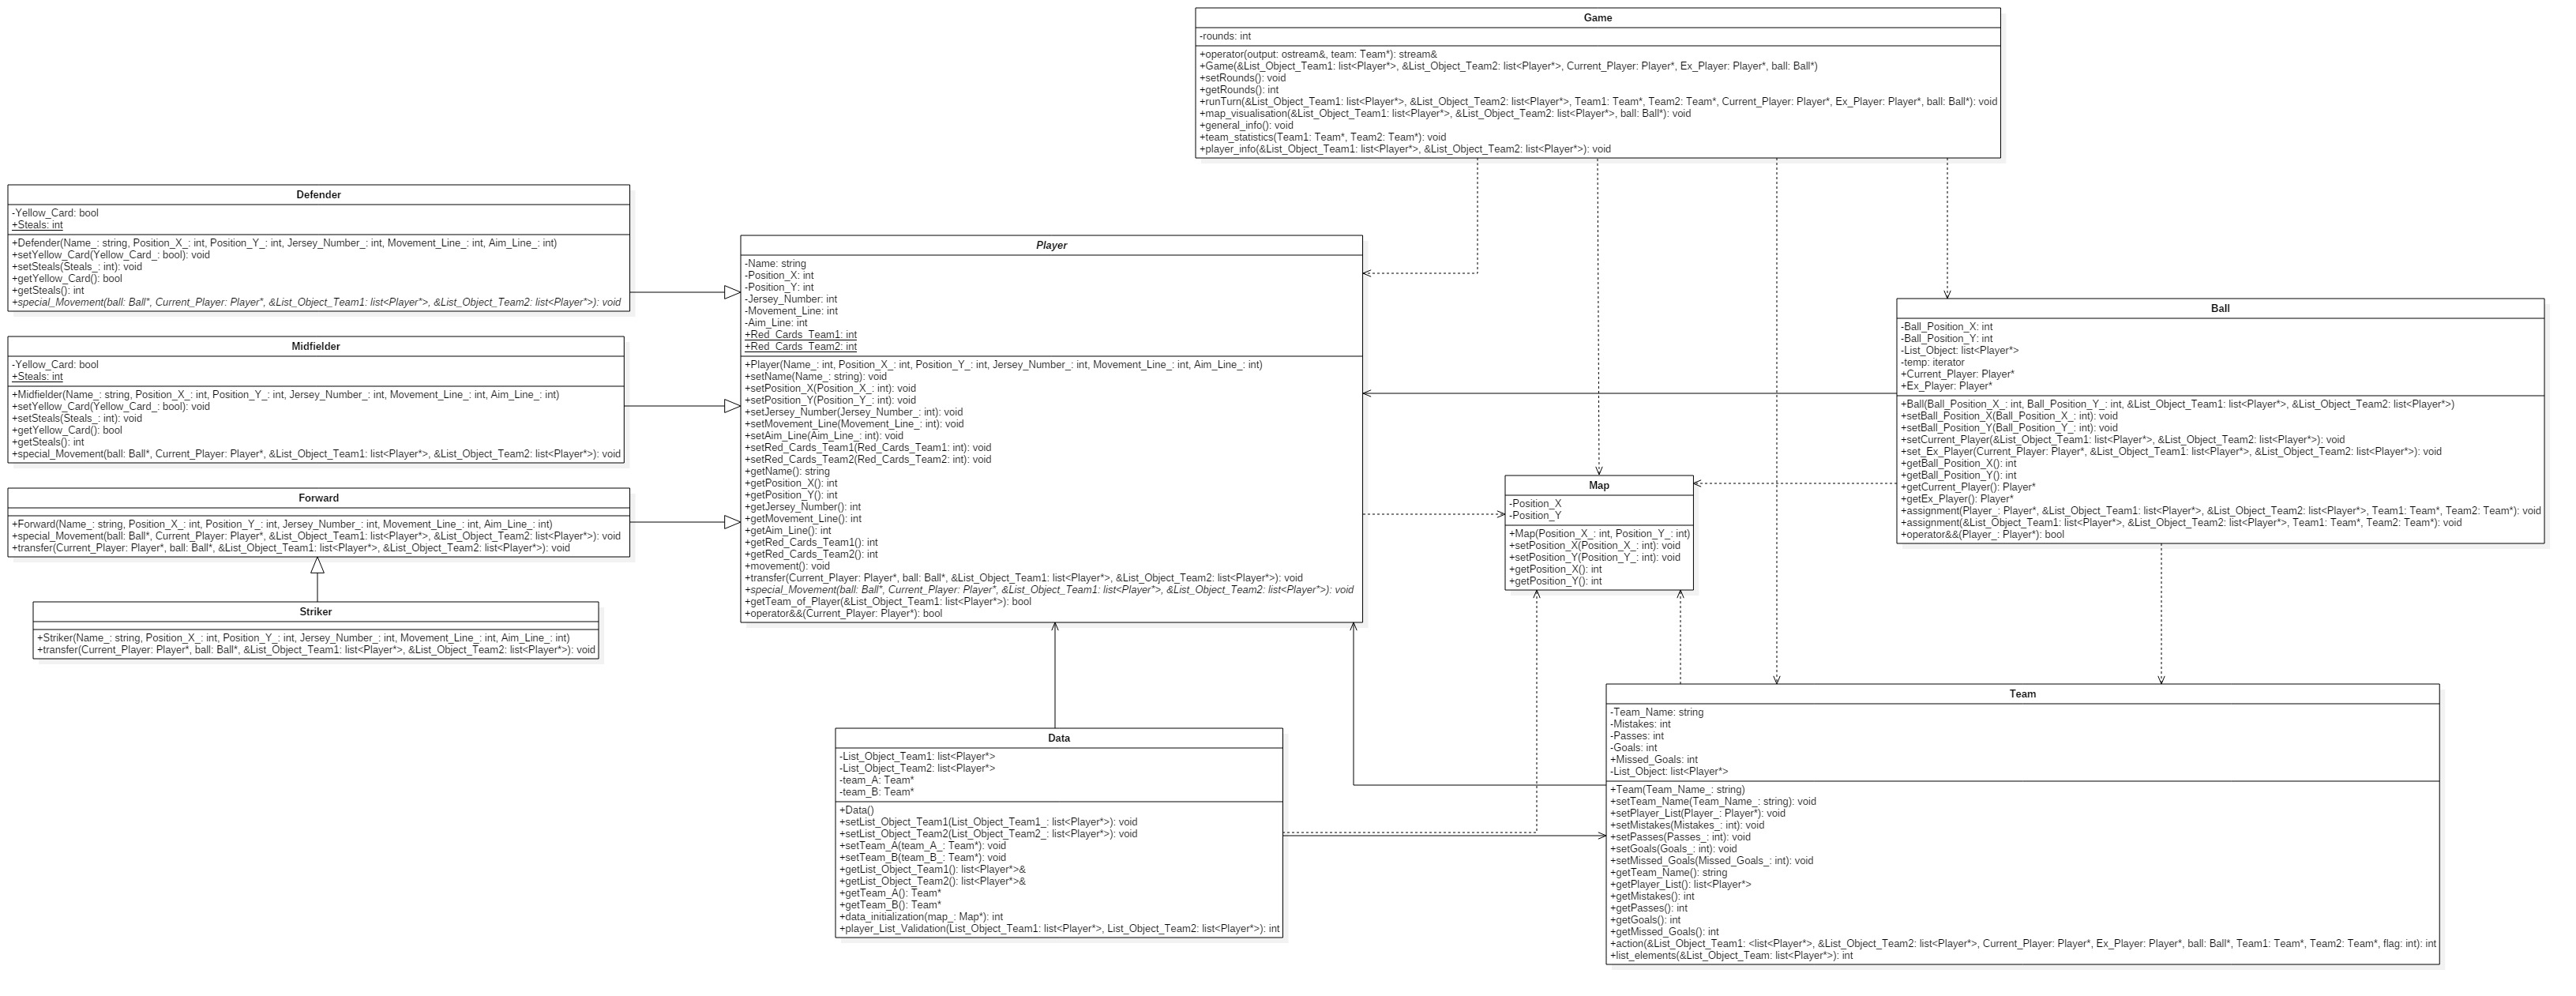 Game
-rounds: int
+operator(output: ostream&, team: Team*): stream&
+Game(&List_Object_Team1: list<Player*>, &List_Object_Team2: list<Player*>, Current_Player: Player*, Ex_Player: Player*, ball: Ball*)
+setRounds(): void
+getRounds(): int
+runTurn(&List_Object_Team1: list<Player*>, &List_Object_Team2: list<Player*>, Team1: Team*, Team2: Team*, Current_Player: Player*, Ex_Player: Player*, ball: Ball*): void
+map_visualisation(&List_Object_Team1: list<Player*>, &List_Object_Team2: list<Player*>, ball: Ball*): void
+general_info(): void
+team_statistics(Team1: Team*, Team2: Team*): void
+player_info(&List_Object_Team1: list<Player*>, &List_Object_Team2: list<Player*>): void
Defender
-Yellow_Card: bool
+Steals: int
+Defender(Name_: string, Position_X_: int, Position_Y_: int, Jersey_Number_: int, Movement_Line_: int, Aim_Line_: int)
+setYellow_Card(Yellow_Card_: bool): void
+setSteals(Steals_: int): void
+getYellow_Card(): bool
+getSteals(): int
+special_Movement(ball: Ball*, Current_Player: Player*, &List_Object_Team1: list<Player*>, &List_Object_Team2: list<Player*>): void
Midfielder
-Yellow_Card: bool
+Steals: int
+Midfielder(Name_: string, Position_X_: int, Position_Y_: int, Jersey_Number_: int, Movement_Line_: int, Aim_Line_: int)
+setYellow_Card(Yellow_Card_: bool): void
+setSteals(Steals_: int): void
+getYellow_Card(): bool
+getSteals(): int
+special_Movement(ball: Ball*, Current_Player: Player*, &List_Object_Team1: list<Player*>, &List_Object_Team2: list<Player*>): void
Forward
+Forward(Name_: string, Position_X_: int, Position_Y_: int, Jersey_Number_: int, Movement_Line_: int, Aim_Line_: int)
+special_Movement(ball: Ball*, Current_Player: Player*, &List_Object_Team1: list<Player*>, &List_Object_Team2: list<Player*>): void
+transfer(Current_Player: Player*, ball: Ball*, &List_Object_Team1: list<Player*>, &List_Object_Team2: list<Player*>): void
Striker
+Striker(Name_: string, Position_X_: int, Position_Y_: int, Jersey_Number_: int, Movement_Line_: int, Aim_Line_: int)
+transfer(Current_Player: Player*, ball: Ball*, &List_Object_Team1: list<Player*>, &List_Object_Team2: list<Player*>): void
Player
-Name: string
-Position_X: int
-Position_Y: int
-Jersey_Number: int
-Movement_Line: int
-Aim_Line: int
+Red_Cards_Team1: int
+Red_Cards_Team2: int
+Player(Name_: int, Position_X_: int, Position_Y_: int, Jersey_Number_: int, Movement_Line_: int, Aim_Line_: int)
+setName(Name_: string): void
+setPosition_X(Position_X_: int): void
+setPosition_Y(Position_Y_: int): void
+setJersey_Number(Jersey_Number_: int): void
+setMovement_Line(Movement_Line_: int): void
+setAim_Line(Aim_Line_: int): void
+setRed_Cards_Team1(Red_Cards_Team1: int): void
+setRed_Cards_Team2(Red_Cards_Team2: int): void
+getName(): string
+getPosition_X(): int
+getPosition_Y(): int
+getJersey_Number(): int
+getMovement_Line(): int
+getAim_Line(): int
+getRed_Cards_Team1(): int
+getRed_Cards_Team2(): int
+movement(): void
+transfer(Current_Player: Player*, ball: Ball*, &List_Object_Team1: list<Player*>, &List_Object_Team2: list<Player*>): void
+special_Movement(ball: Ball*, Current_Player: Player*, &List_Object_Team1: list<Player*>, &List_Object_Team2: list<Player*>): void
+getTeam_of_Player(&List_Object_Team1: list<Player*>): bool
+operator&&(Current_Player: Player*): bool
Map
-Position_X
-Position_Y
+Map(Position_X_: int, Position_Y_: int)
+setPosition_X(Position_X_: int): void
+setPosition_Y(Position_Y_: int): void
+getPosition_X(): int
+getPosition_Y(): int
Ball
-Ball_Position_X: int
-Ball_Position_Y: int
-List_Object: list<Player*>
-temp: iterator
+Current_Player: Player*
+Ex_Player: Player*
+Ball(Ball_Position_X_: int, Ball_Position_Y_: int, &List_Object_Team1: list<Player*>, &List_Object_Team2: list<Player*>)
+setBall_Position_X(Ball_Position_X_: int): void
+setBall_Position_Y(Ball_Position_Y_: int): void
+setCurrent_Player(&List_Object_Team1: list<Player*>, &List_Object_Team2: list<Player*>): void
+set_Ex_Player(Current_Player: Player*, &List_Object_Team1: list<Player*>, &List_Object_Team2: list<Player*>): void
+getBall_Position_X(): int
+getBall_Position_Y(): int
+getCurrent_Player(): Player*
+getEx_Player(): Player*
+assignment(Player_: Player*, &List_Object_Team1: list<Player*>, &List_Object_Team2: list<Player*>, Team1: Team*, Team2: Team*): void
+assignment(&List_Object_Team1: list<Player*>, &List_Object_Team2: list<Player*>, Team1: Team*, Team2: Team*): void
+operator&&(Player_: Player*): bool
Data
-List_Object_Team1: list<Player*>
-List_Object_Team2: list<Player*>
-team_A: Team*
-team_B: Team*
+Data()
+setList_Object_Team1(List_Object_Team1_: list<Player*>): void
+setList_Object_Team2(List_Object_Team2_: list<Player*>): void
+setTeam_A(team_A_: Team*): void
+setTeam_B(team_B_: Team*): void
+getList_Object_Team1(): list<Player*>&
+getList_Object_Team2(): list<Player*>&
+getTeam_A(): Team*
+getTeam_B(): Team*
+data_initialization(map_: Map*): int
+player_List_Validation(List_Object_Team1: list<Player*>, List_Object_Team2: list<Player*>): int
Team
-Team_Name: string
-Mistakes: int
-Passes: int
-Goals: int
+Missed_Goals: int
-List_Object: list<Player*>
+Team(Team_Name_: string)
+setTeam_Name(Team_Name_: string): void
+setPlayer_List(Player_: Player*): void
+setMistakes(Mistakes_: int): void
+setPasses(Passes_: int): void
+setGoals(Goals_: int): void
+setMissed_Goals(Missed_Goals_: int): void
+getTeam_Name(): string
+getPlayer_List(): list<Player*>
+getMistakes(): int
+getPasses(): int
+getGoals(): int
+getMissed_Goals(): int
+action(&List_Object_Team1: <list<Player*>, &List_Object_Team2: list<Player*>, Current_Player: Player*, Ex_Player: Player*, ball: Ball*, Team1: Team*, Team2: Team*, flag: int): int
+list_elements(&List_Object_Team: list<Player*>): int